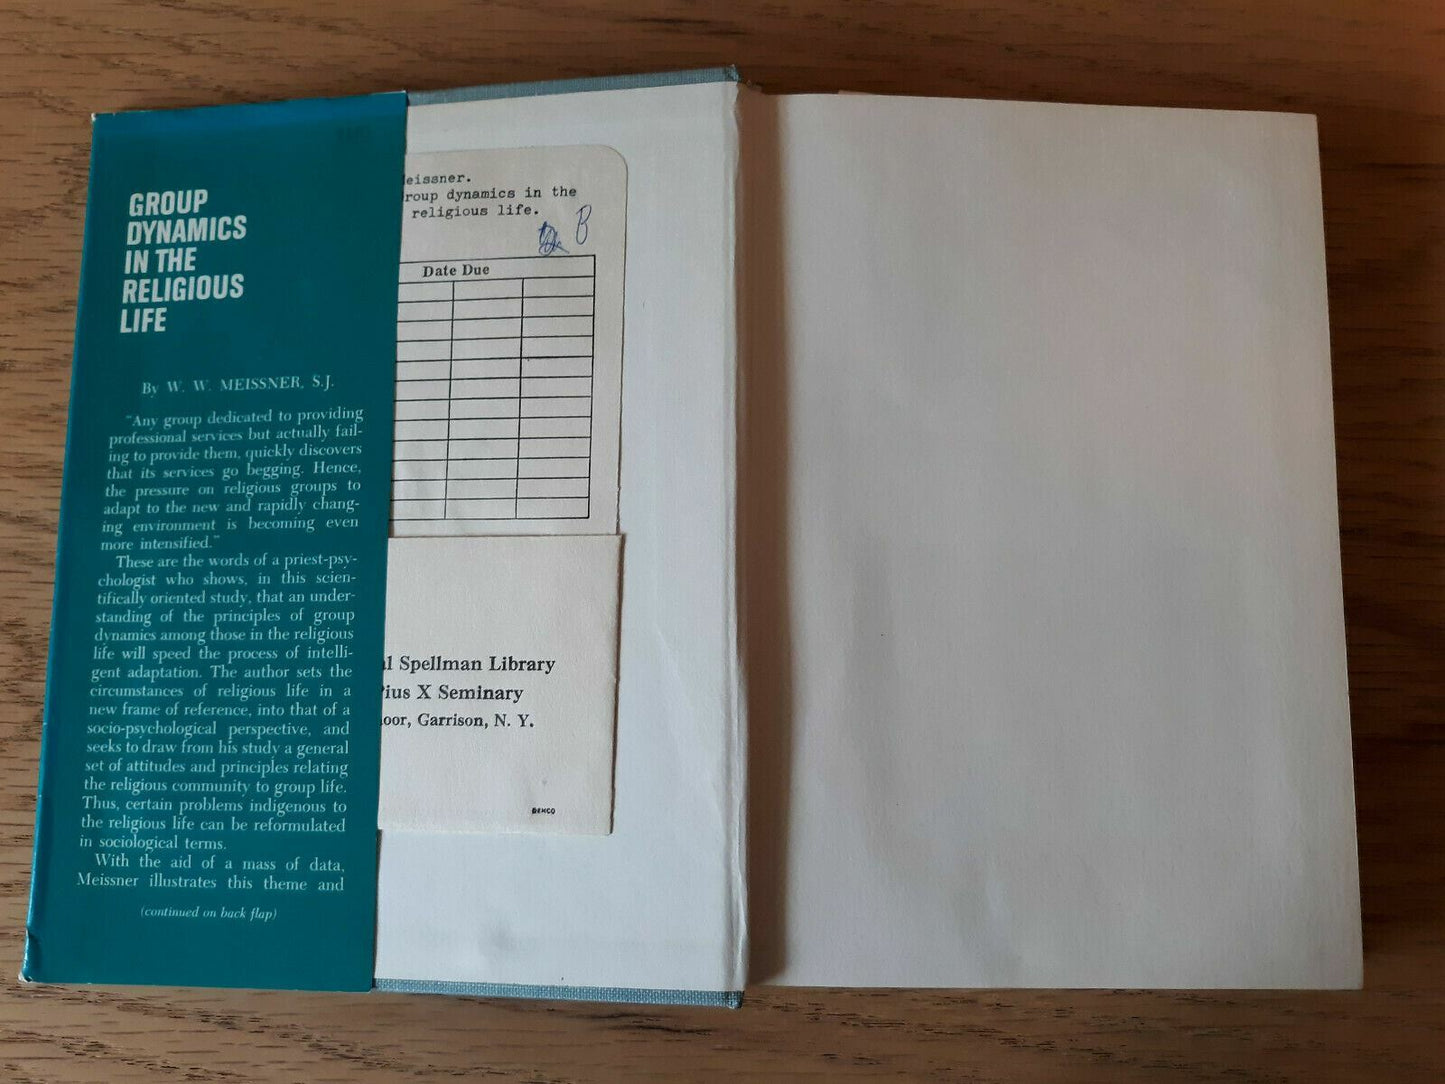 GROUP
DYNAMICS
IN THE
RELIGIOUS
LIFE
By W. W. MEISSNER, S.J.
"Any group dedicated to providing
professional services but actually fail-
ing to provide them, quickly discovers
that its services go begging. Hence,
the pressure on religious groups to
adapt to the new and rapidly chang-
ing environment is becoming even
more intensified."
These are the words of a priest-psy-
chologist who shows, in this scien-
tifically oriented study, that an under-
standing of the principles of group
dynamics among those in the religious
life will speed the process of intelli-
gent adaptation. The author sets the
circumstances of religious life in a
new frame of reference, into that of a
socio-psychological perspective, and
seeks to draw from his study a general
set of attitudes and principles relating
the religious community to group life.
Thus, certain problems indigenous to
the religious life can be reformulated
in sociological terms.
With the aid of a mass of data,
Meissner illustrates this theme and
(continued on back flap)
eissner.
roup dynamics in the
religious life.
B
Date Due
al Spellman Library
Pius X Seminary
oor, Garrison, N. Y.
DEMCO